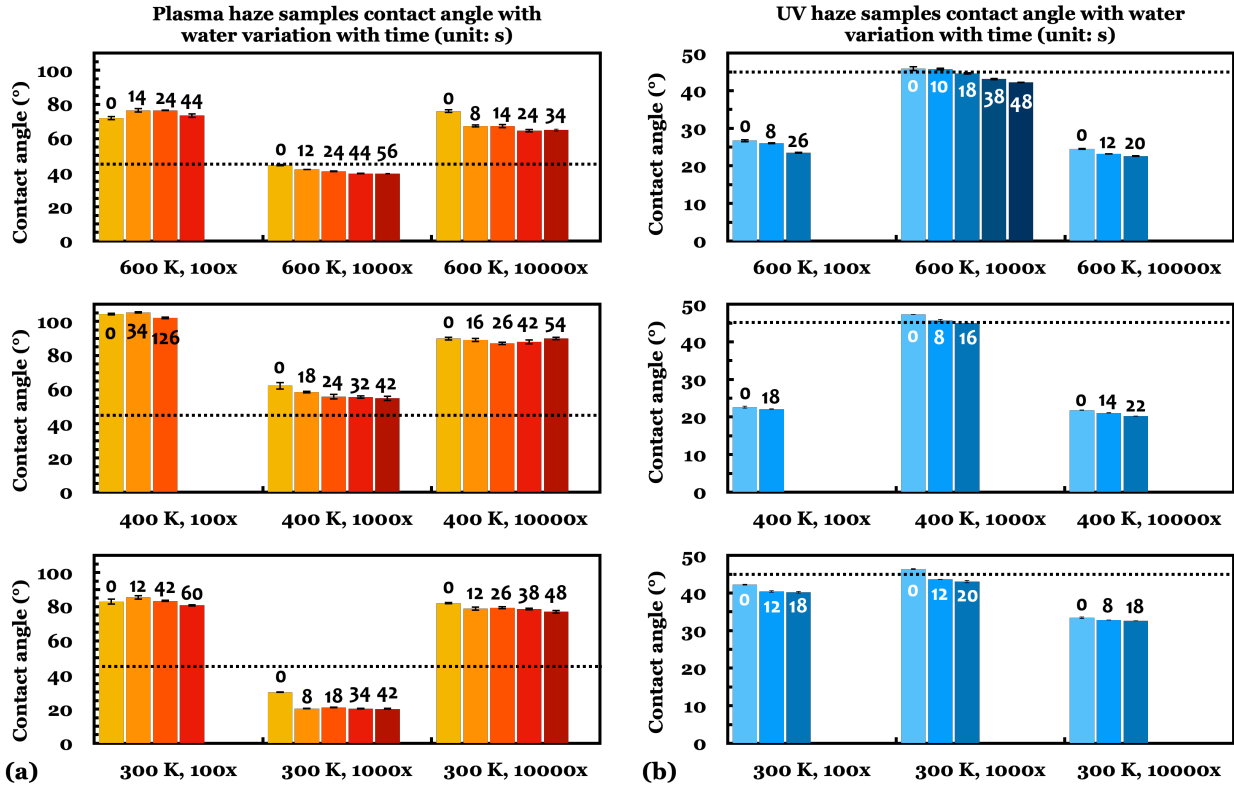 Plasma haze samples contact angle with
water variation with time (unit: s)
Contact angle (°)
100
80
60
40
20
0
0 14 24 44
0 12 24 44 56
0 8 14 24 34
600 K, 100x 600 K, 1000x 600 K, 10000x
Contact angle (°)
100
80
60
40
20
0
0 34 126
0 18 24 32 42
0 16 26 42 54
400 K, 100x 400 K, 1000x 400 K, 10000x
Contact angle (°)
100
80
60
40
20
0
0 12 42 60
0 8 18 34 42
0 12 26 38 48
300 K, 100x 300 K, 1000x 300 K, 10000x
(a)
UV haze samples contact angle with water
variation with time (unit: s)
Contact angle (°)
50
40
30
20
10
0
0 8 26
0 10 18 38 48
0 12 20
600 K, 100x 600 K, 1000x 600 K, 10000x
Contact angle (°)
50
40
30
20
10
0
0 18
0 8 16
0 14 22
400 K, 100x 400 K, 1000x 400 K, 10000x
Contact angle (°)
50
40
30
20
10
0
0 12 18
0 12 20
0 8 18
300 K, 100x 300 K, 1000x 300 K, 10000x
(b)